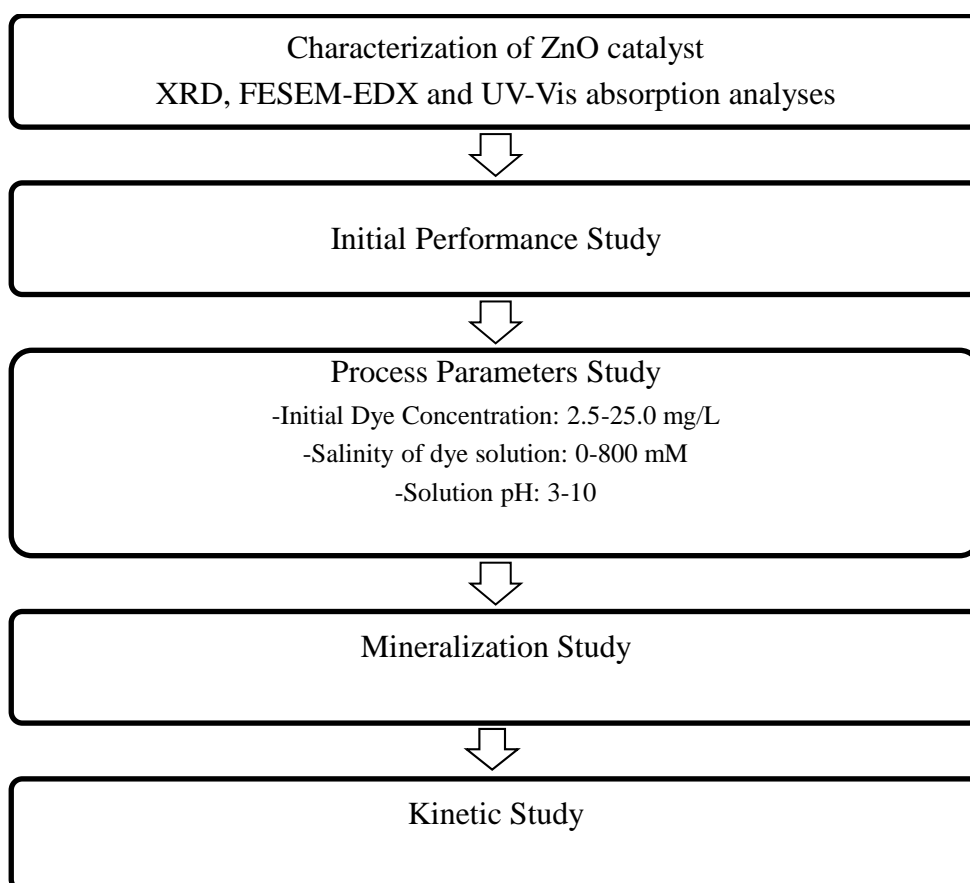 Characterization of ZnO catalyst
XRD, FESEM-EDX and UV-Vis absorption analyses
Initial Performance Study
Process Parameters Study
-Initial Dye Concentration: 2.5-25.0 mg/L
-Salinity of dye solution: 0-800 mM
-Solution pH: 3-10
Mineralization Study
Kinetic Study